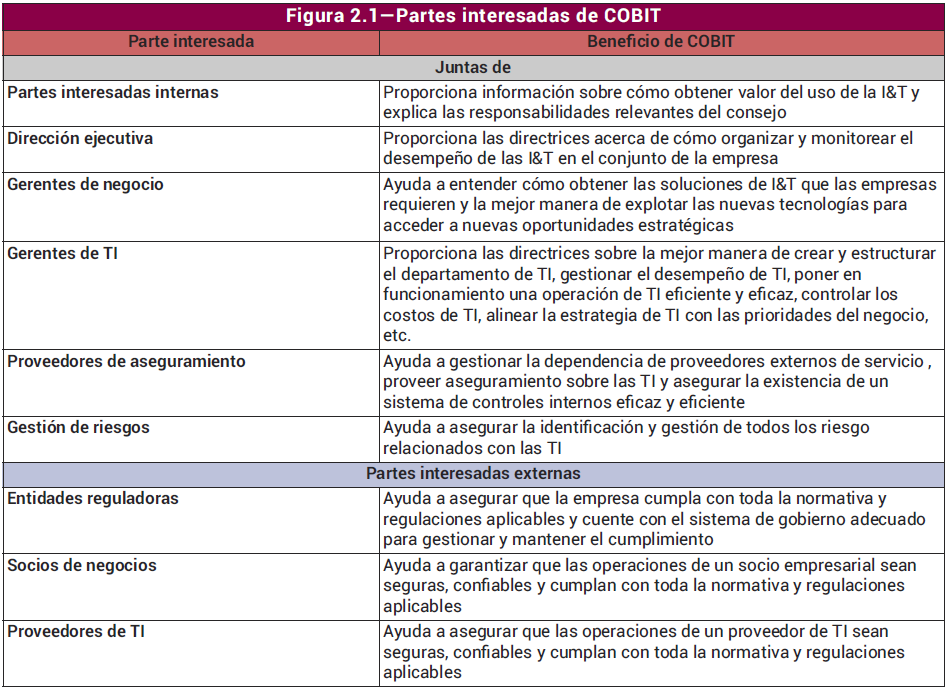 Figura 2.1—Partes interesadas de COBIT
Parte interesada
Beneficio de COBIT
Juntas de
Partes interesadas internas
Proporciona información sobre cómo obtener valor del uso de la I&T y
explica las responsabilidades relevantes del consejo
Dirección ejecutiva
Proporciona las directrices acerca de cómo organizar y monitorear el
desempeño de las I&T en el conjunto de la empresa
Gerentes de negocio
Ayuda a entender cómo obtener las soluciones de I&T que las empresas
requieren y la mejor manera de explotar las nuevas tecnologías para
acceder a nuevas oportunidades estratégicas
Gerentes de TI
Proporciona las directrices sobre la mejor manera de crear y estructurar
el departamento de TI, gestionar el desempeño de TI, poner en
funcionamiento una operación de TI eficiente y eficaz, controlar los
costos de TI, alinear la estrategia de TI con las prioridades del negocio,
etc.
Proveedores de aseguramiento
Ayuda a gestionar la dependencia de proveedores externos de servicio ,
proveer aseguramiento sobre las TI y asegurar la existencia de un
sistema de controles internos eficaz y eficiente
Gestión de riesgos
Ayuda a asegurar la identificación y gestión de todos los riesgo
relacionados con las TI
Partes interesadas externas
Entidades reguladoras
Ayuda a asegurar que la empresa cumpla con toda la normativa y
regulaciones aplicables y cuente con el sistema de gobierno adecuado
para gestionar y mantener el cumplimiento
Socios de negocios
Ayuda a garantizar que las operaciones de un socio empresarial sean
seguras, confiables y cumplan con toda la normativa y regulaciones
aplicables
Proveedores de TI
Ayuda a asegurar que las operaciones de un proveedor de TI sean
seguras, confiables y cumplan con toda la normativa y regulaciones
aplicables